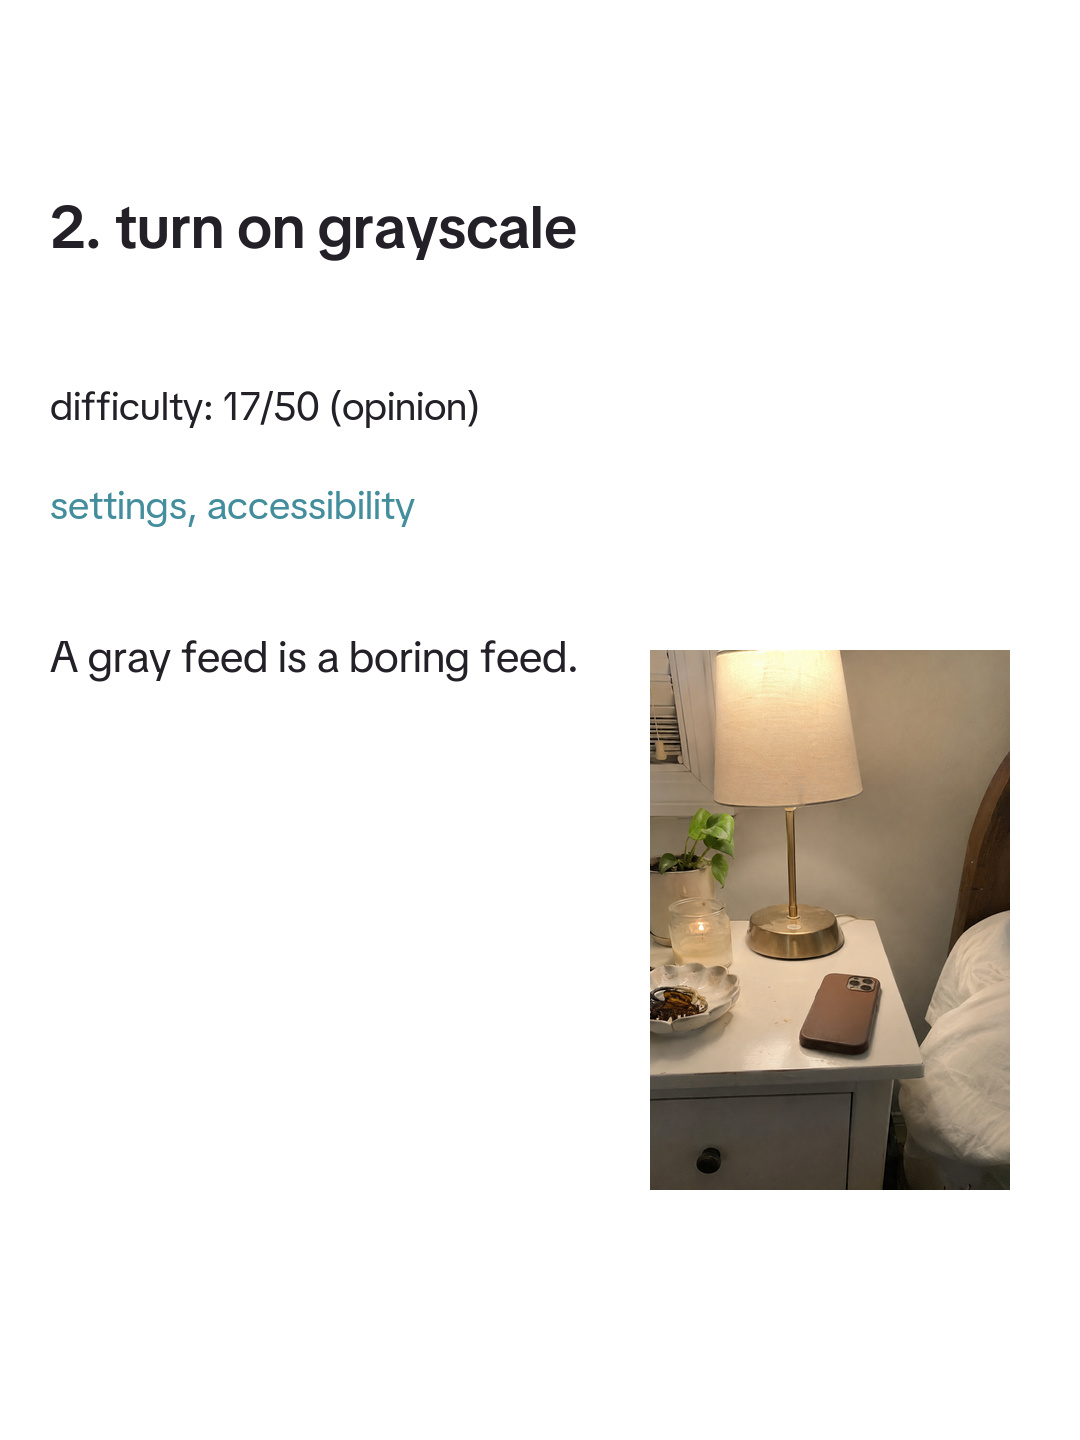 2. turn on grayscale
difficulty: 17/50 (opinion)
settings, accessibility
A gray feed is a boring feed.